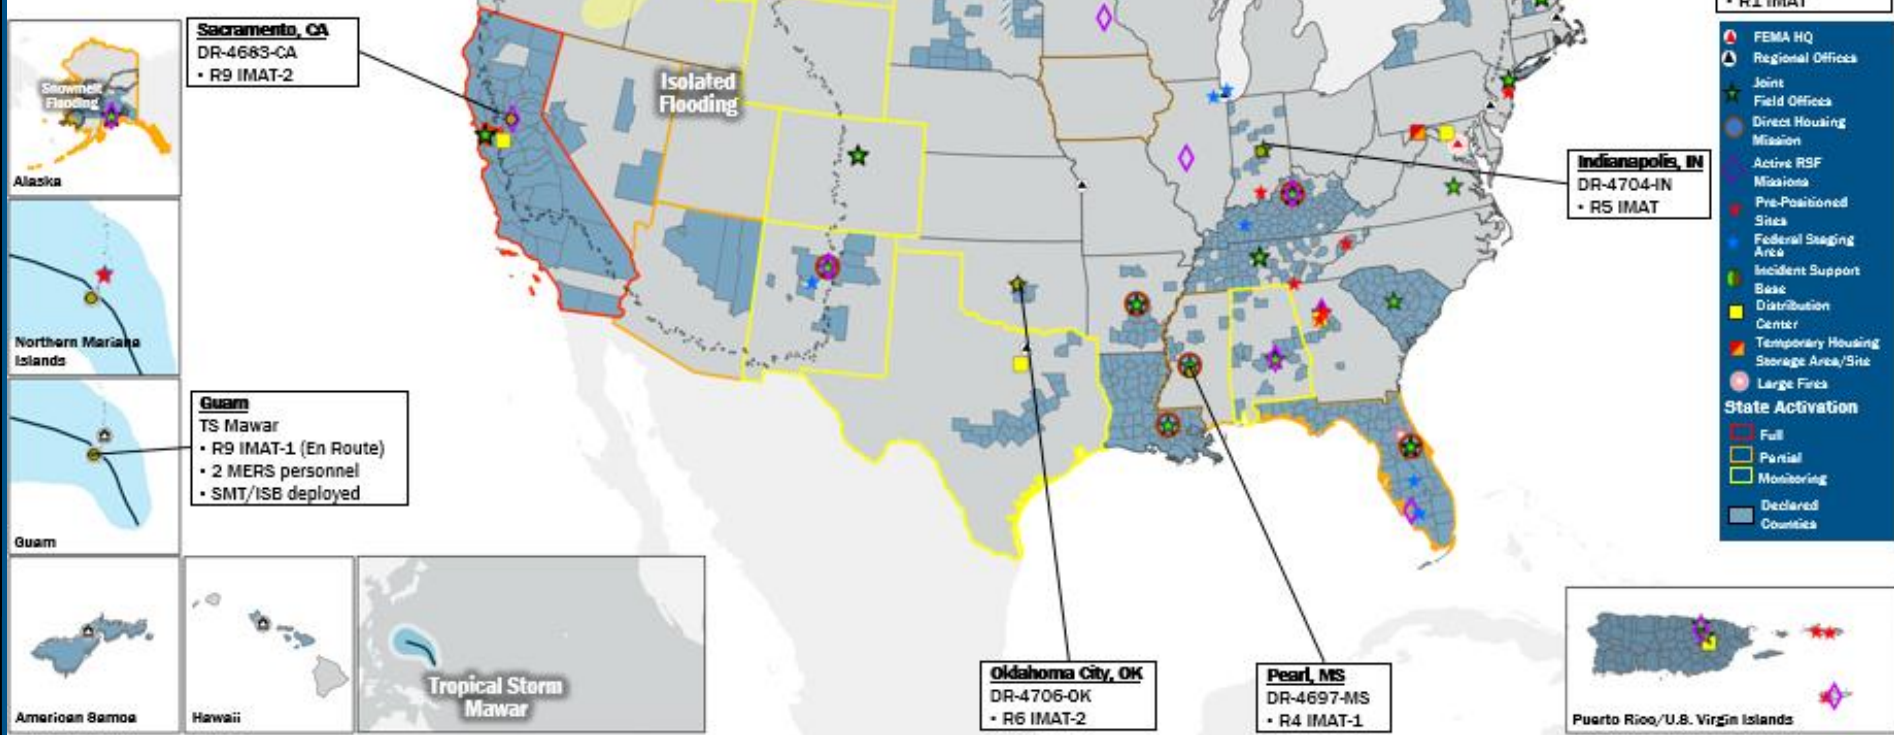 • R1 IMAT
Sacramento, CA
DR-4683-CA
• R9 IMAT-2
Snowmelt
Flooding
Alaska
Isolated
Flooding
Indianapolis, IN
DR-4704-IN
• R5 IMAT
Northern Mariana
Islands
Guam
TS Mawar
• R9 IMAT-1 (En Route)
• 2 MERS personnel
• SMT/ISB deployed
Guam
American Samoa
Hawaii
Tropical Storm
Mawar
Oklahoma City, OK
DR-4706-OK
• R6 IMAT-2
Pearl, MS
DR-4697-MS
• R4 IMAT-1
Puerto Rico/U.S. Virgin Islands
FEMA HQ
Regional Offices
Joint
Field Offices
Direct Housing
Mission
Active RSF
Missions
Pre-Positioned
Sites
Federal Staging
Area
Incident Support
Base
Distribution
Center
Temporary Housing
Storage Area/Site
Large Fires
State Activation
Full
Partial
Monitoring
Declared
Counties